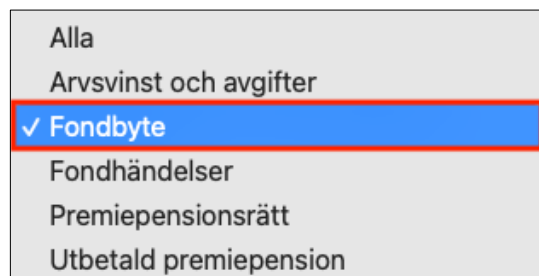 Alla
Arvsvinst och avgifter
✓ Fondbyte
Fondhändelser
Premiepensionsrätt
Utbetald premiepension